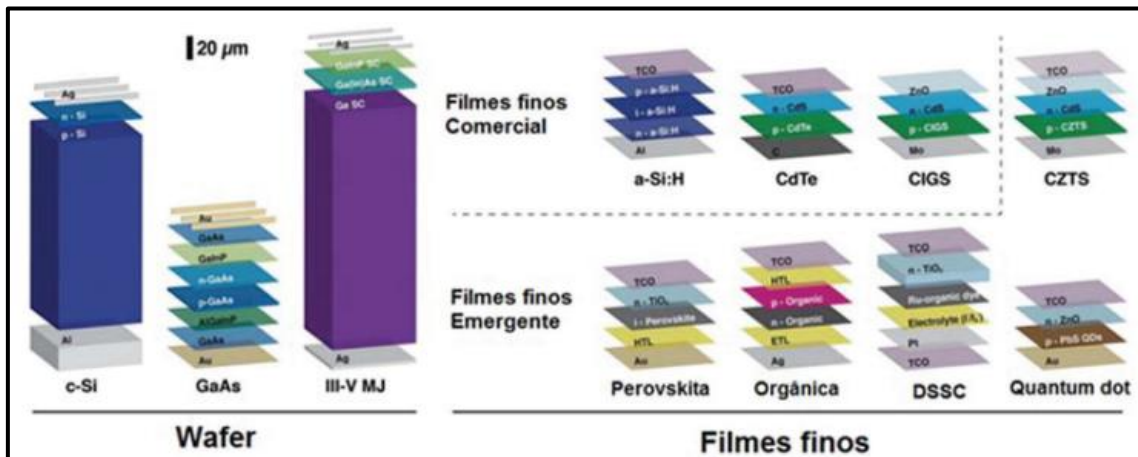 20 µm
Ag
n - Si
p - Si
Al
c-Si
Au
GaAs
GaInP
n-GaAs
p-GaAs
AlGaInP
GaAs
Au
GaAs
Ag
GaInP SC
Ga(In)As SC
Ge SC
Ag
III-V MJ
Wafer
Filmes finos
Comercial
TCO
p - a-Si:H
i - a-Si:H
n - a-Si:H
Al
a-Si:H
TCO
n - CdS
p - CdTe
C
CdTe
ZnO
n - CdS
p - CIGS
Mo
CIGS
TCO
ZnO
n - CdS
p - CZTS
Mo
CZTS
Filmes finos
Emergente
TCO
n - TiO₂
i - Perovskite
HTL
Au
Perovskita
TCO
HTL
p - Organic
n - Organic
ETL
Ag
Orgânica
TCO
n - TiO₂
Ru-organic dye
Electrolyte
Pt
TCO
DSSC
TCO
n - ZnO
p - PbS QDs
Au
Quantum dot
Filmes finos